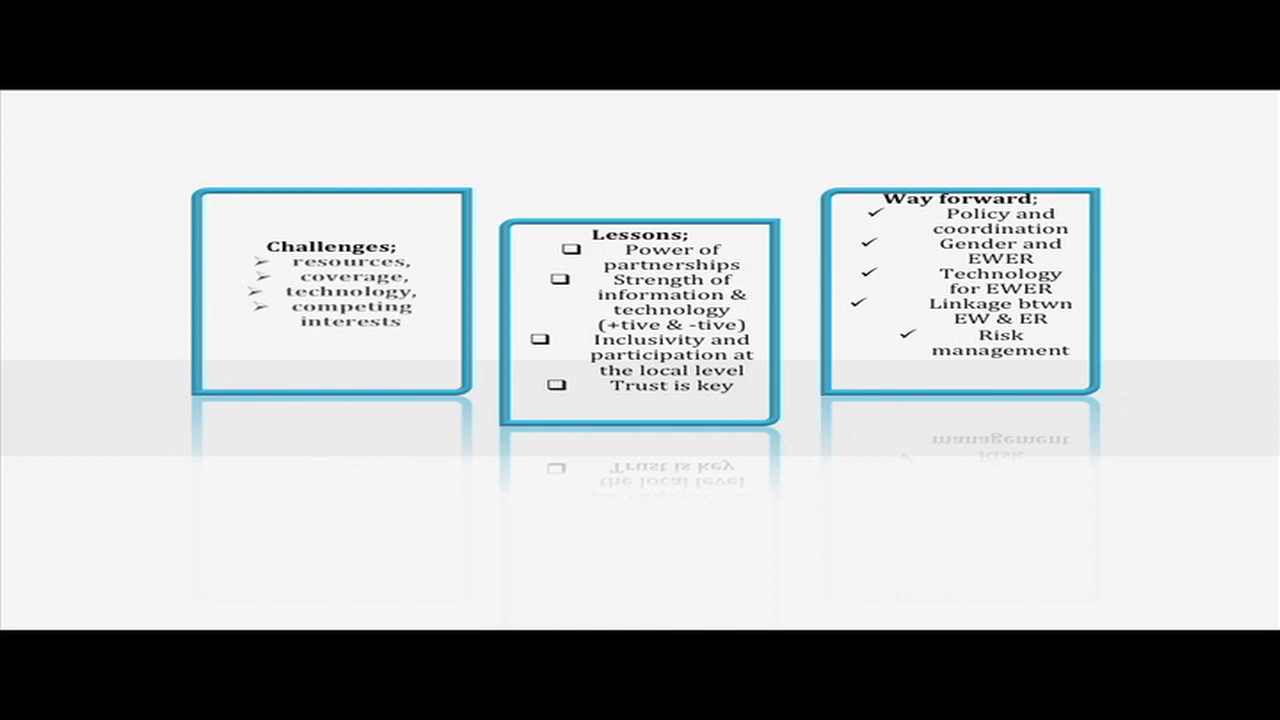 Challenges;
➢ resources,
➢ coverage,
➢ technology,
➢ competing
interests
Lessons;
❑ Power of
partnerships
❑ Strength of
information &
technology
(+tive & -tive)
❑ Inclusivity and
participation at
the local level
❑ Trust is key
Way forward;
✓ Policy and
coordination
✓ Gender and
EWER
✓ Technology
for EWER
✓ Linkage btwn
EW & ER
✓ Risk
management